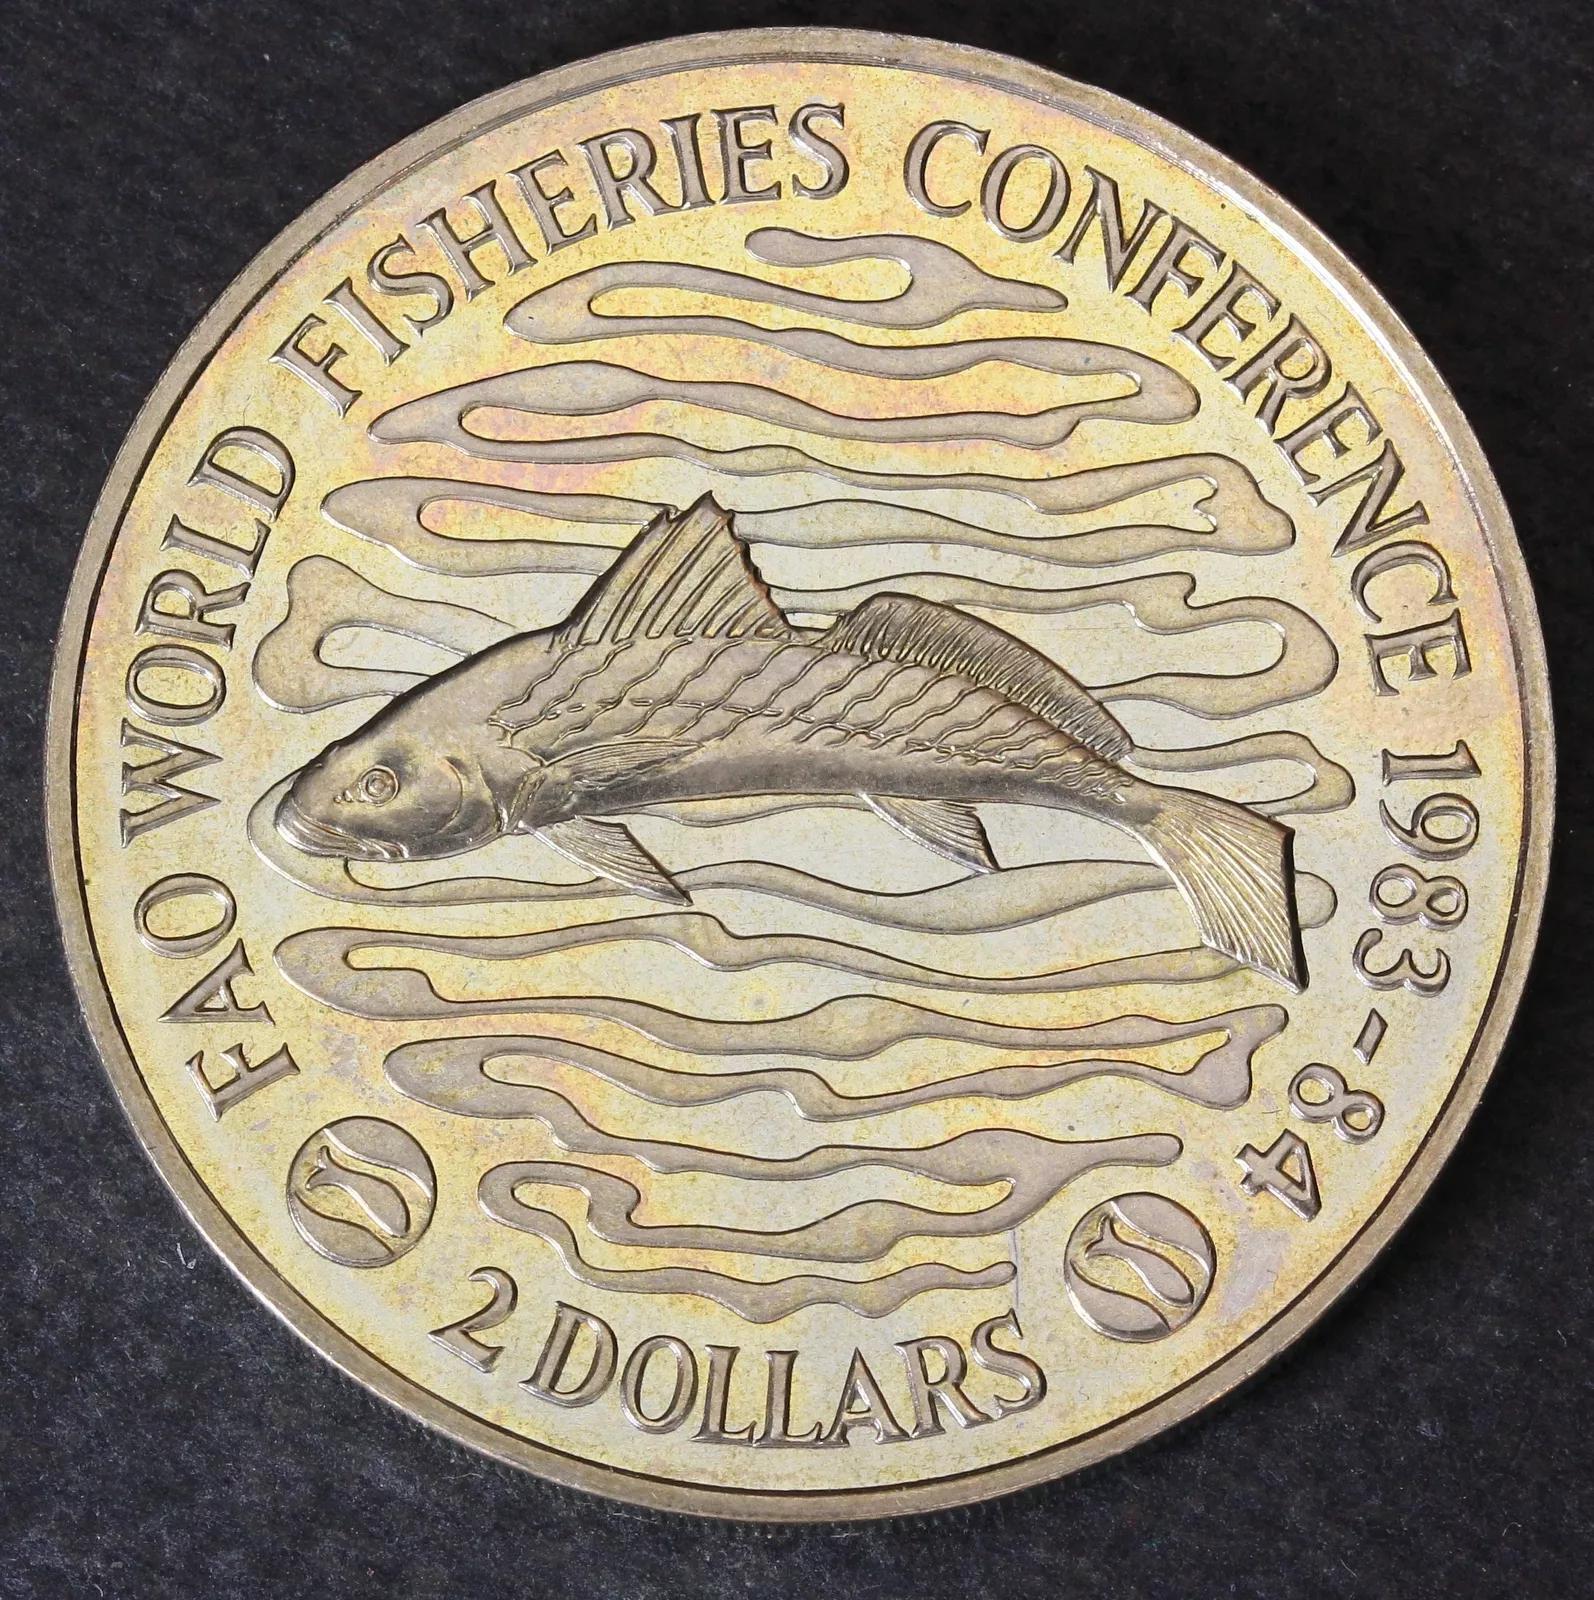 FAO WORLD FISHERIES CONFERENCE 1983-84
2 DOLLARS